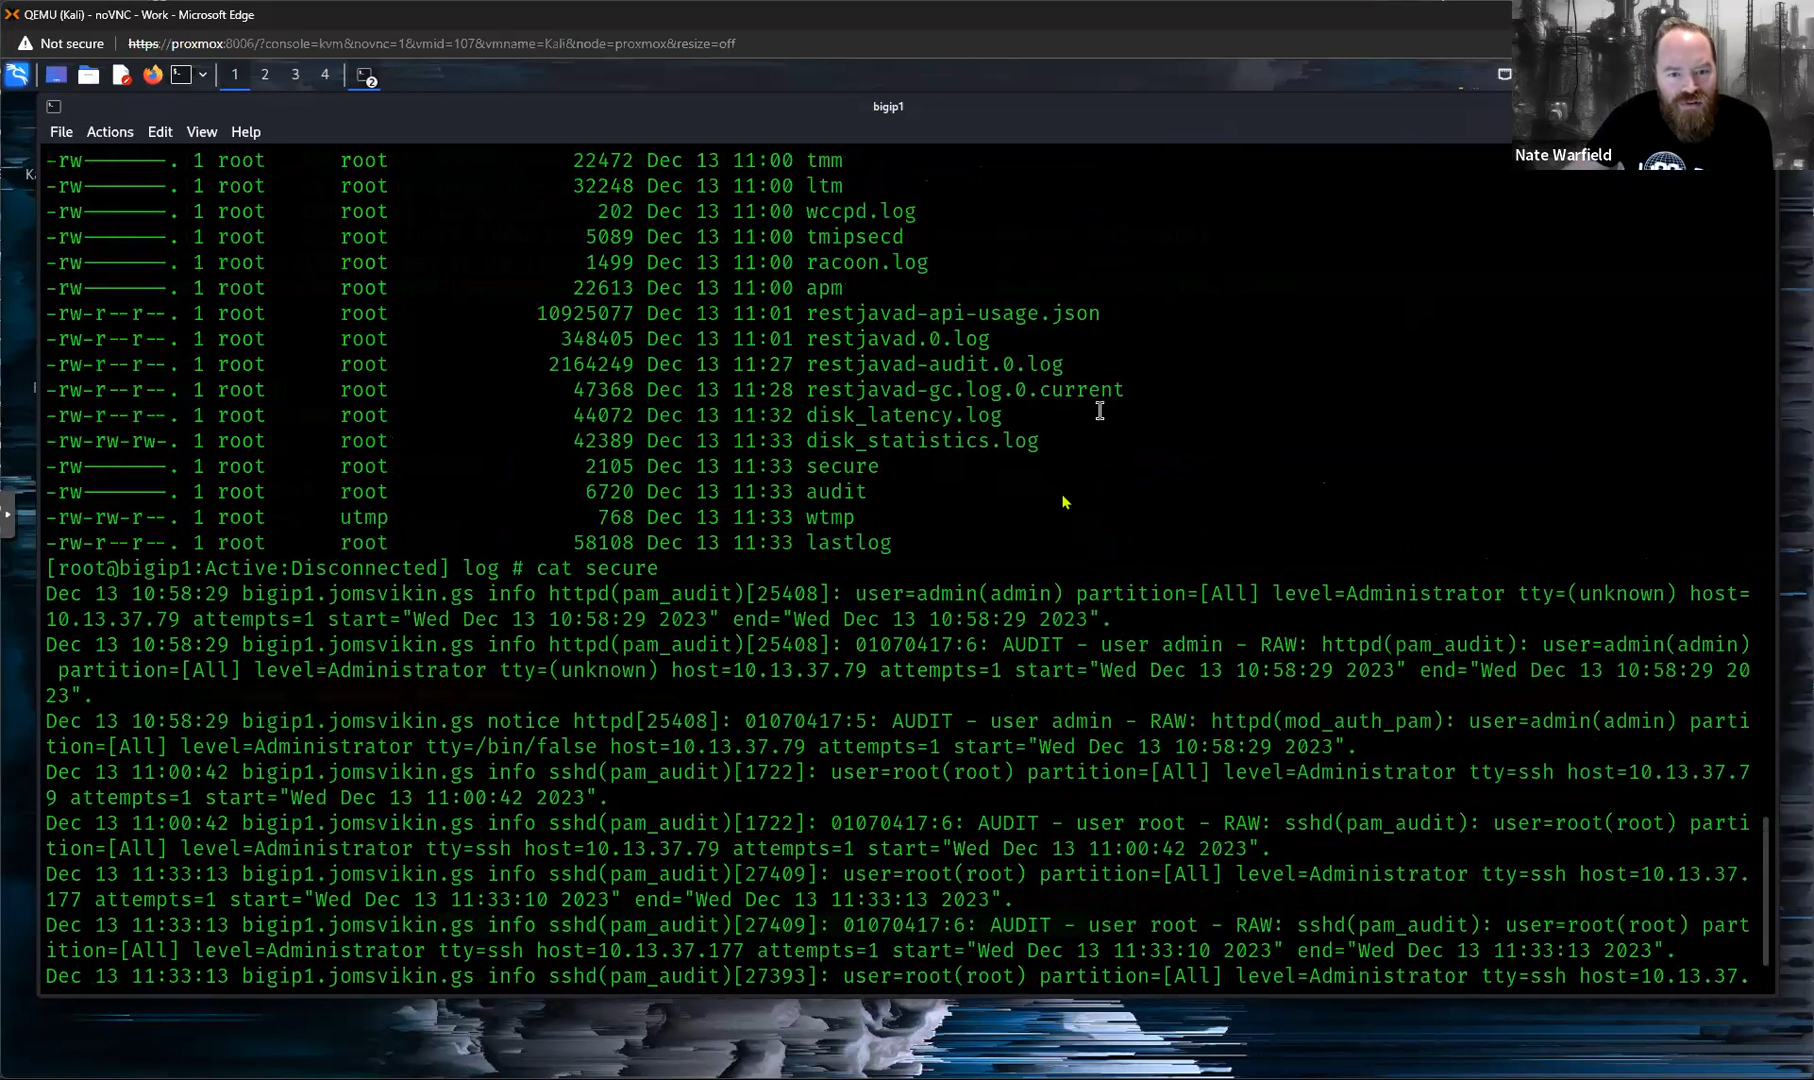 QEMU (Kali) - noVNC - Work - Microsoft Edge
Not secure https://proxmox:8006/?console=kvm&novnc=1&vmid=107&vmname=Kali&node=proxmox&resize=off
1 2 3 4 2
bigip1
File Actions Edit View Help
Nate Warfield
-rw-------. 1 root root 22472 Dec 13 11:00 tmm
-rw-------. 1 root root 32248 Dec 13 11:00 ltm
-rw-------. 1 root root 202 Dec 13 11:00 wccpd.log
-rw-------. 1 root root 5089 Dec 13 11:00 tmipsecd
-rw-------. 1 root root 1499 Dec 13 11:00 racoon.log
-rw-------. 1 root root 22613 Dec 13 11:00 apm
-rw-r--r--. 1 root root 10925077 Dec 13 11:01 restjavad-api-usage.json
-rw-r--r--. 1 root root 348405 Dec 13 11:01 restjavad.0.log
-rw-r--r--. 1 root root 2164249 Dec 13 11:27 restjavad-audit.0.log
-rw-r--r--. 1 root root 47368 Dec 13 11:28 restjavad-gc.log.0.current
-rw-r--r--. 1 root root 44072 Dec 13 11:32 disk_latency.log
-rw-rw-rw-. 1 root root 42389 Dec 13 11:33 disk_statistics.log
-rw-------. 1 root root 2105 Dec 13 11:33 secure
-rw-------. 1 root root 6720 Dec 13 11:33 audit
-rw-rw-r--. 1 root utmp 768 Dec 13 11:33 wtmp
-rw-r--r--. 1 root root 58108 Dec 13 11:33 lastlog
[root@bigip1:Active:Disconnected] log # cat secure
Dec 13 10:58:29 bigip1.jomsvikin.gs info httpd(pam_audit)[25408]: user=admin(admin) partition=[All] level=Administrator tty=(unknown) host=
10.13.37.79 attempts=1 start="Wed Dec 13 10:58:29 2023" end="Wed Dec 13 10:58:29 2023".
Dec 13 10:58:29 bigip1.jomsvikin.gs info httpd(pam_audit)[25408]: 01070417:6: AUDIT - user admin - RAW: httpd(pam_audit): user=admin(admin)
partition=[All] level=Administrator tty=(unknown) host=10.13.37.79 attempts=1 start="Wed Dec 13 10:58:29 2023" end="Wed Dec 13 10:58:29 20
23".
Dec 13 10:58:29 bigip1.jomsvikin.gs notice httpd[25408]: 01070417:5: AUDIT - user admin - RAW: httpd(mod_auth_pam): user=admin(admin) parti
tion=[All] level=Administrator tty=/bin/false host=10.13.37.79 attempts=1 start="Wed Dec 13 10:58:29 2023".
Dec 13 11:00:42 bigip1.jomsvikin.gs info sshd(pam_audit)[1722]: user=root(root) partition=[All] level=Administrator tty=ssh host=10.13.37.7
9 attempts=1 start="Wed Dec 13 11:00:42 2023".
Dec 13 11:00:42 bigip1.jomsvikin.gs info sshd(pam_audit)[1722]: 01070417:6: AUDIT - user root - RAW: sshd(pam_audit): user=root(root) parti
tion=[All] level=Administrator tty=ssh host=10.13.37.79 attempts=1 start="Wed Dec 13 11:00:42 2023".
Dec 13 11:33:13 bigip1.jomsvikin.gs info sshd(pam_audit)[27409]: user=root(root) partition=[All] level=Administrator tty=ssh host=10.13.37.
177 attempts=1 start="Wed Dec 13 11:33:10 2023" end="Wed Dec 13 11:33:13 2023".
Dec 13 11:33:13 bigip1.jomsvikin.gs info sshd(pam_audit)[27409]: 01070417:6: AUDIT - user root - RAW: sshd(pam_audit): user=root(root) part
ition=[All] level=Administrator tty=ssh host=10.13.37.177 attempts=1 start="Wed Dec 13 11:33:10 2023" end="Wed Dec 13 11:33:13 2023".
Dec 13 11:33:13 bigip1.jomsvikin.gs info sshd(pam_audit)[27393]: user=root(root) partition=[All] level=Administrator tty=ssh host=10.13.37.